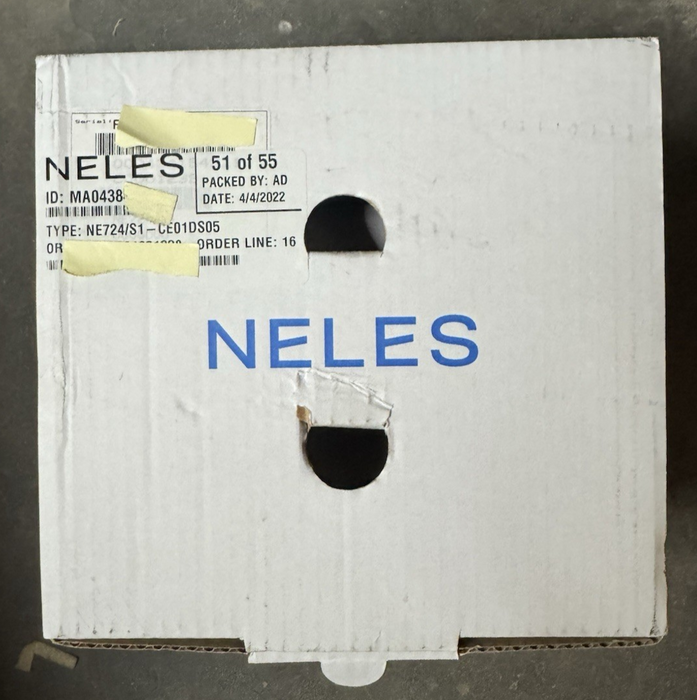 Serial:
NELES
51 of 55
PACKED BY: AD
DATE: 4/4/2022
ID: MA0438
TYPE: NE724/S1-CE01DS05
ORDER LINE: 16
NELES